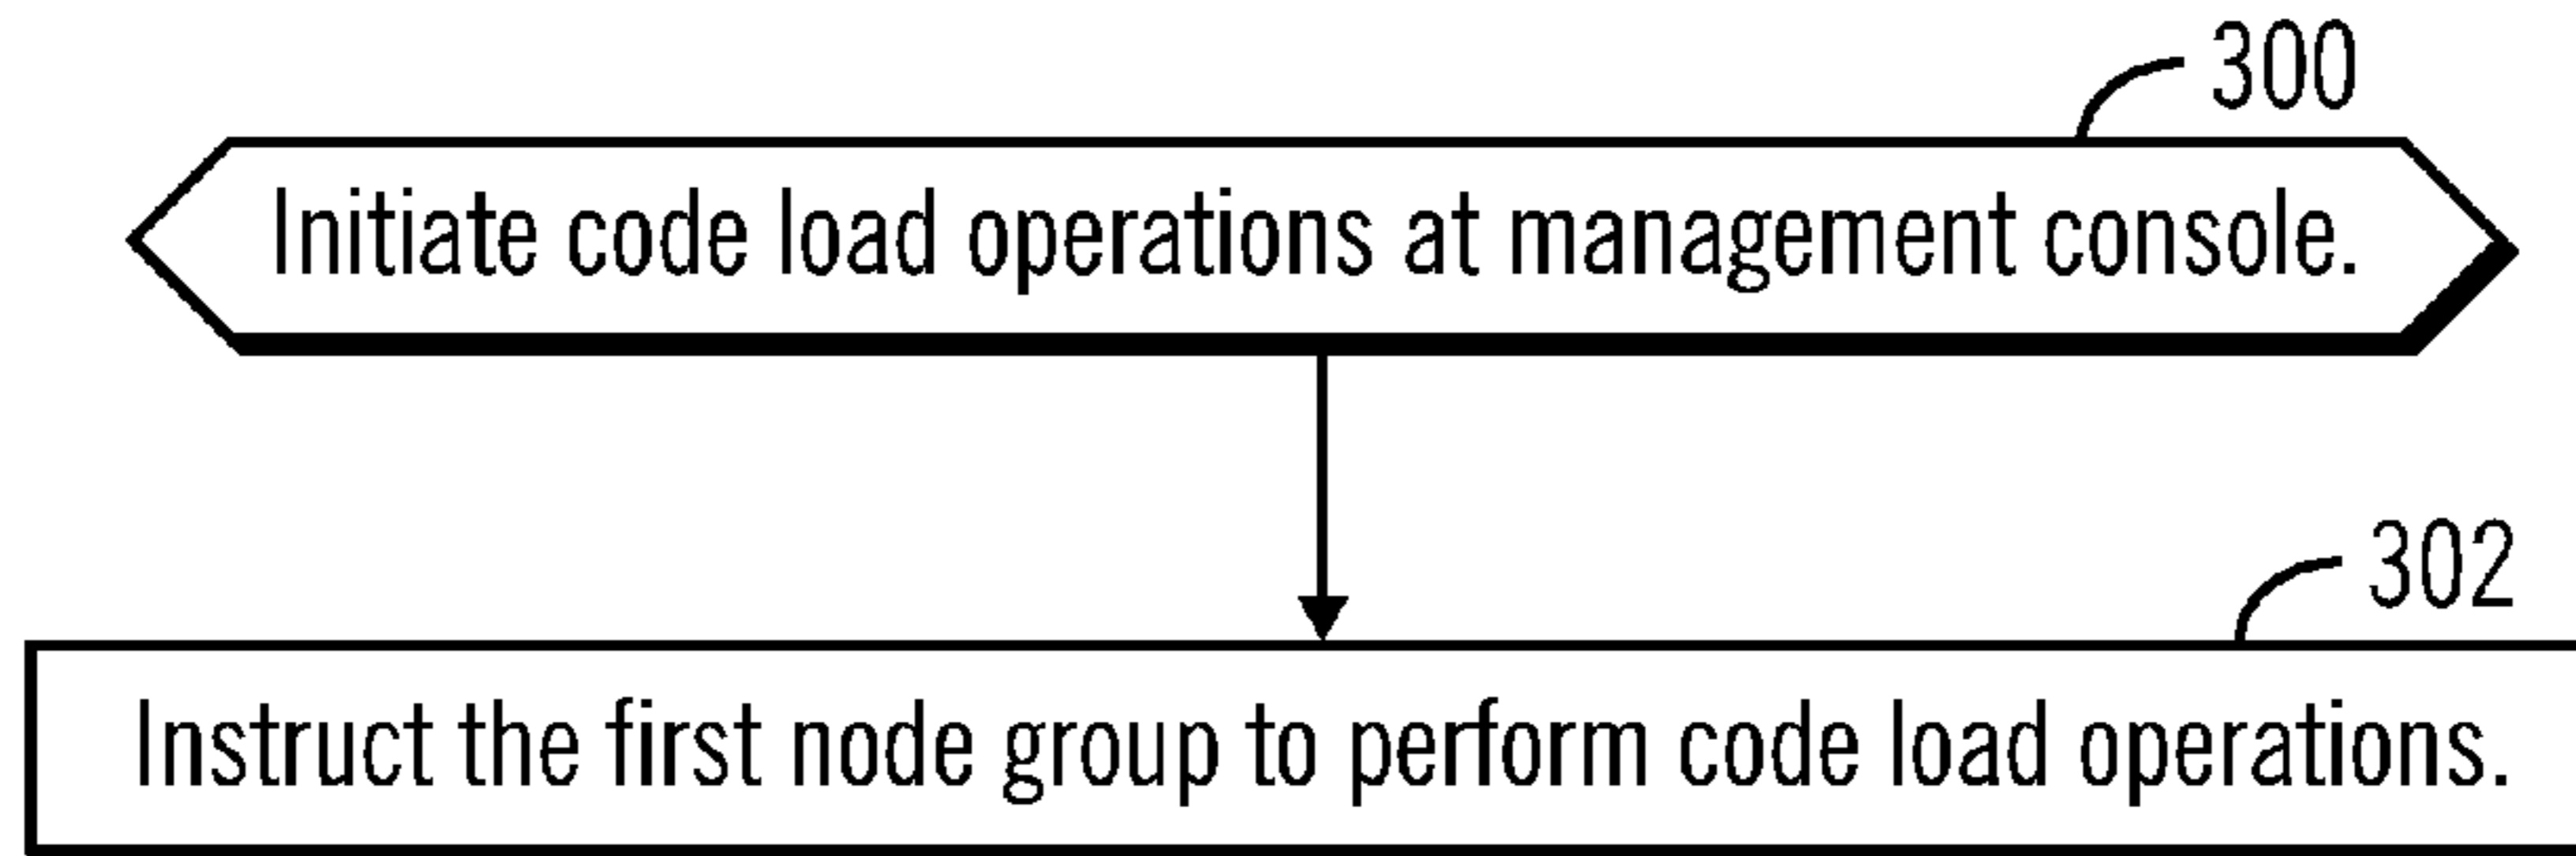 300
Initiate code load operations at management console.
302
Instruct the first node group to perform code load operations.